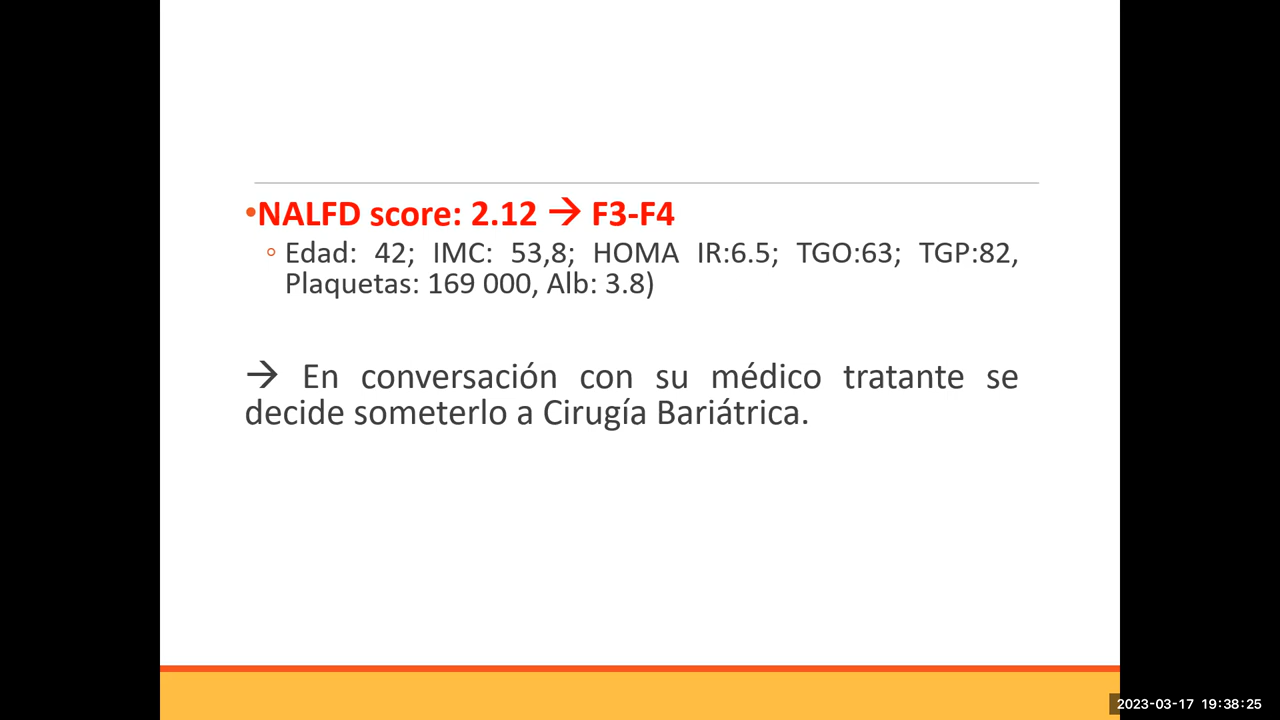 •NALFD score: 2.12 → F3-F4
◦ Edad: 42; IMC: 53,8; HOMA IR:6.5; TGO:63; TGP:82,
Plaquetas: 169 000, Alb: 3.8)
→ En conversación con su médico tratante se
decide someterlo a Cirugía Bariátrica.
2023-03-17 19:38:25